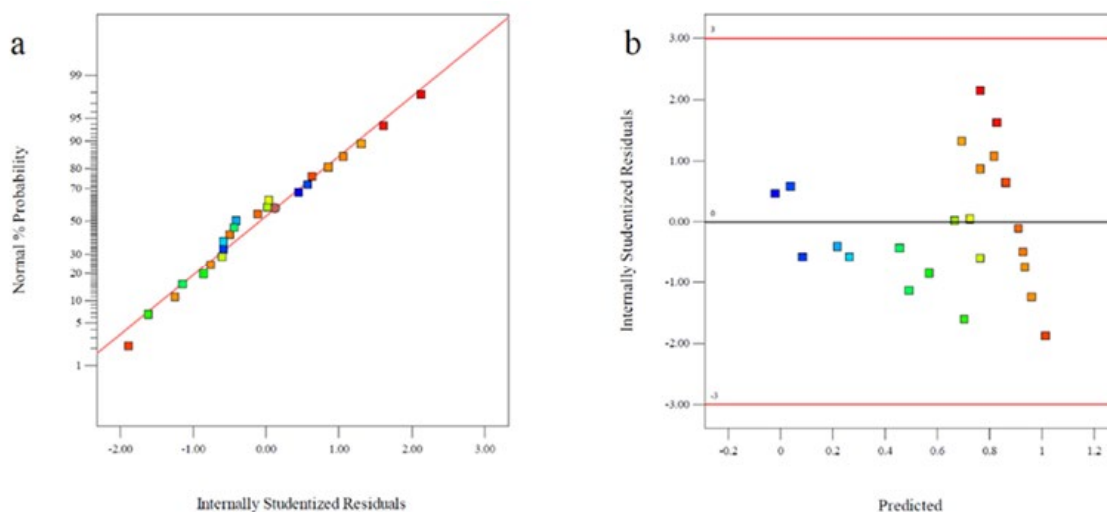 a
Normal % Probability
99
95
90
80
70
50
30
20
10
5
1
-2.00 -1.00 0.00 1.00 2.00 3.00
Internally Studentized Residuals
b
Internally Studentized Residuals
3.00
2.00
1.00
0.00
-1.00
-2.00
-3.00
3
0
-3
-0.2 0 0.2 0.4 0.6 0.8 1 1.2
Predicted